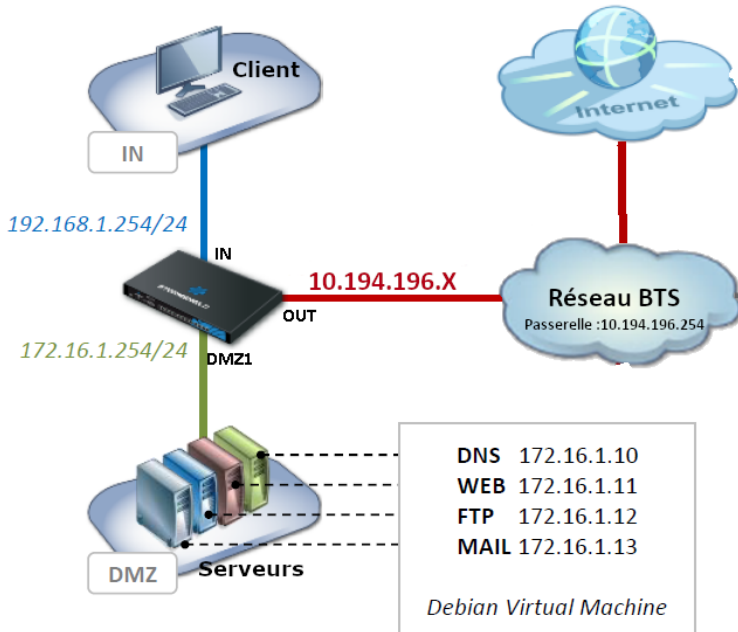 Client
IN
Internet
192.168.1.254/24
IN
STORMSHIELD
10.194.196.X
OUT
Réseau BTS
Passerelle :10.194.196.254
172.16.1.254/24
DMZ1
DNS 172.16.1.10
WEB 172.16.1.11
FTP 172.16.1.12
MAIL 172.16.1.13
Serveurs
DMZ
Debian Virtual Machine